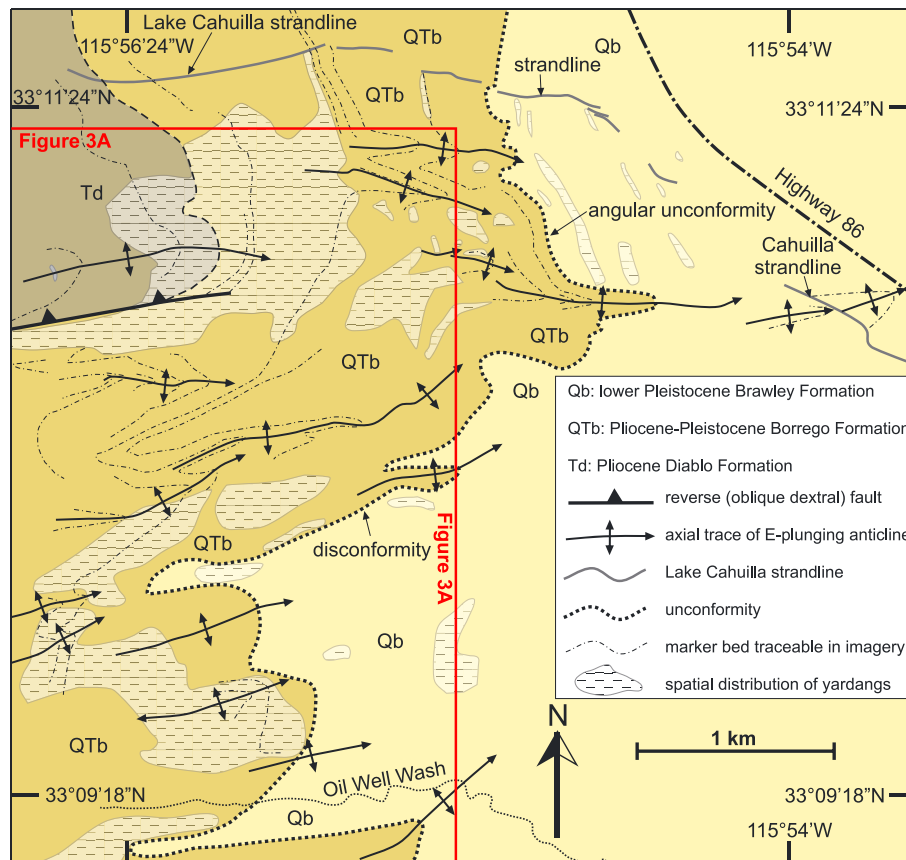 Lake Cahuilla strandline
115°56'24"W
QTb
Qb
strandline
115°54'W
33°11'24"N
33°11'24"N
QTb
Figure 3A
Td
Highway 86
angular unconformity
Cahuilla
strandline
QTb
QTb
Qb
Qb: lower Pleistocene Brawley Formation
QTb: Pliocene-Pleistocene Borrego Formation
Td: Pliocene Diablo Formation
reverse (oblique dextral) fault
axial trace of E-plunging anticline
Lake Cahuilla strandline
unconformity
marker bed traceable in imagery
spatial distribution of yardangs
QTb
disconformity
Figure 3A
Qb
QTb
N
1 km
Oil Well Wash
33°09'18"N
33°09'18"N
Qb
115°54'W